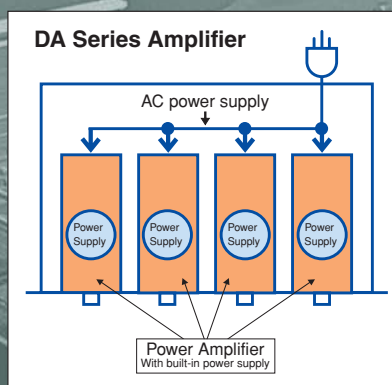 DA Series Amplifier
AC power supply
Power
Supply
Power
Supply
Power
Supply
Power
Supply
Power Amplifier
With built-in power supply